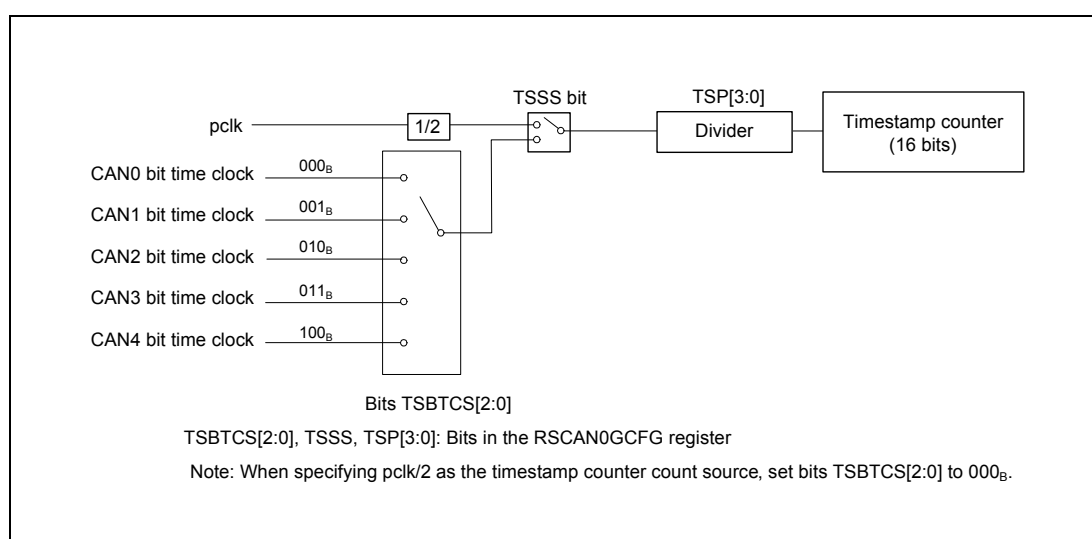 TSSS bit
TSP[3:0]
pclk
1/2
Divider
Timestamp counter
(16 bits)
CAN0 bit time clock
000B
CAN1 bit time clock
001B
CAN2 bit time clock
010B
CAN3 bit time clock
011B
CAN4 bit time clock
100B
Bits TSBTCS[2:0]
TSBTCS[2:0], TSSS, TSP[3:0]: Bits in the RSCAN0GCFG register
Note: When specifying pclk/2 as the timestamp counter count source, set bits TSBTCS[2:0] to 000B.